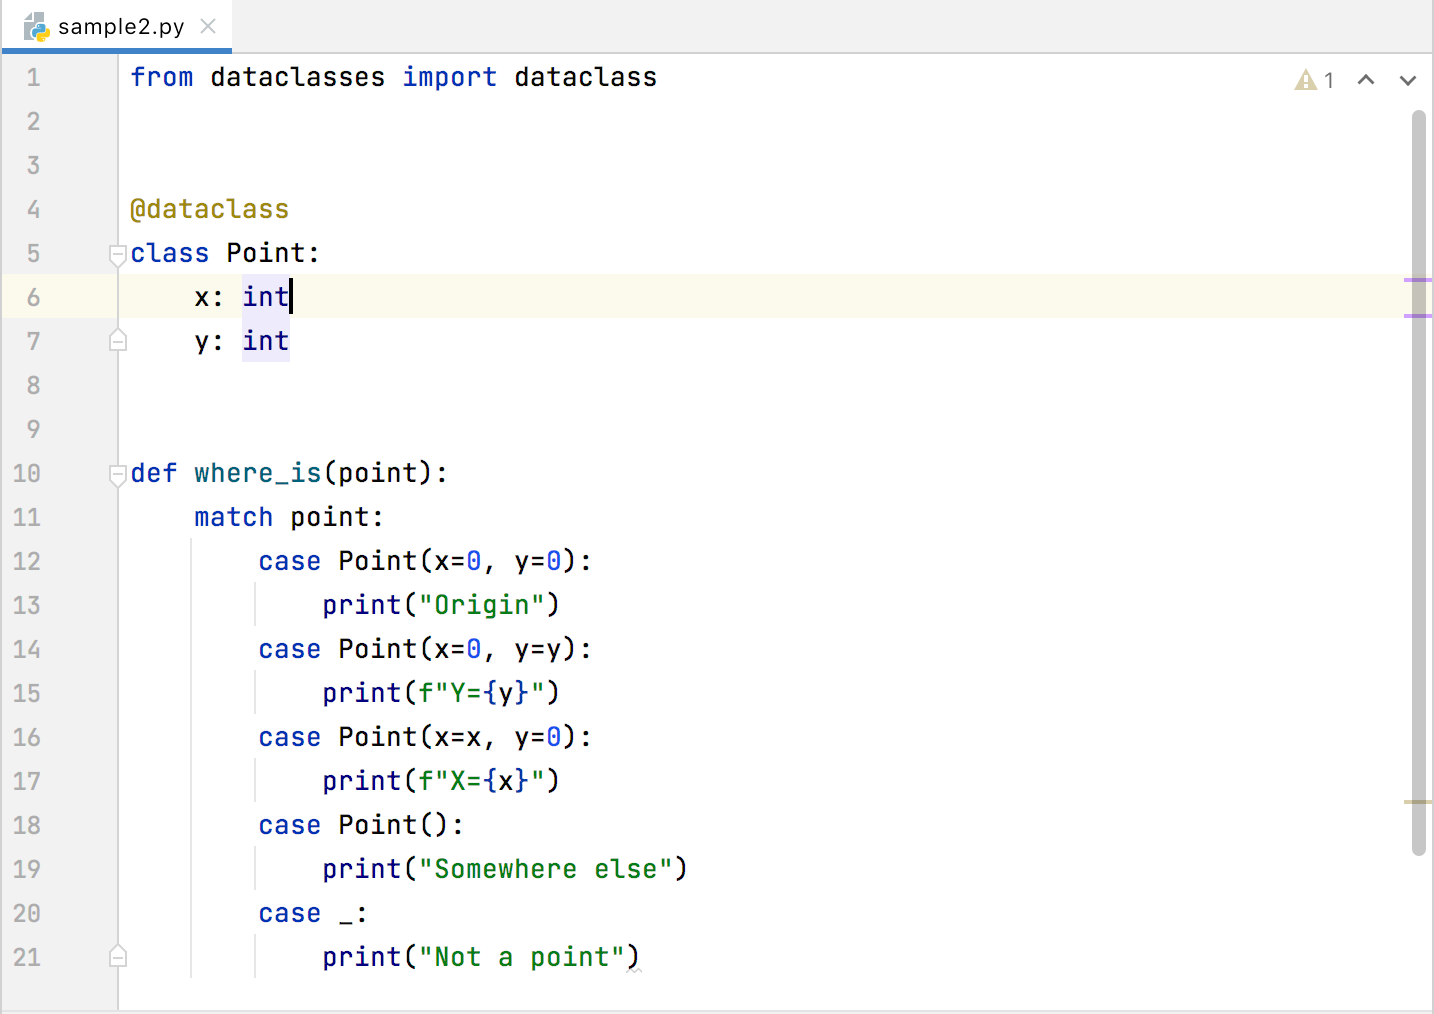 sample2.py
1
1 from dataclasses import dataclass
2
3
4 @dataclass
5 class Point:
6     x: int
7     y: int
8
9
10 def where_is(point):
11     match point:
12         case Point(x=0, y=0):
13             print("Origin")
14         case Point(x=0, y=y):
15             print(f"Y={y}")
16         case Point(x=x, y=0):
17             print(f"X={x}")
18         case Point():
19             print("Somewhere else")
20         case _:
21             print("Not a point")